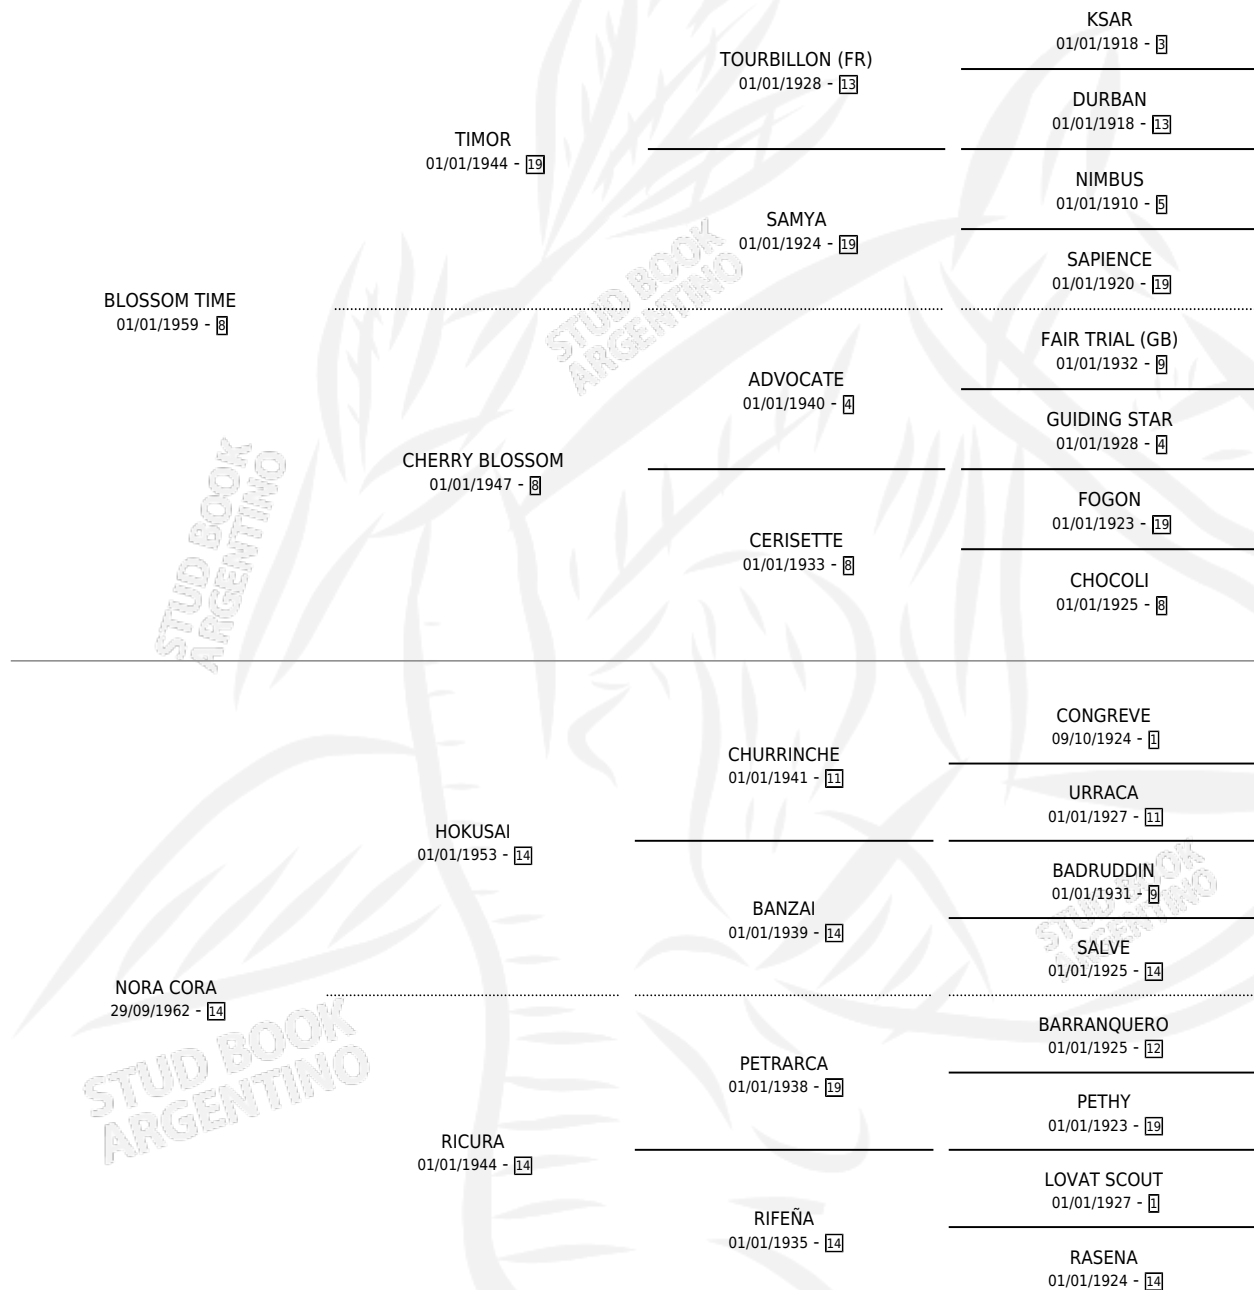 KSAR
01/01/1918 - 3
TOURBILLON (FR)
01/01/1928 - 13
DURBAN
01/01/1918 - 13
TIMOR
01/01/1944 - 19
NIMBUS
01/01/1910 - 5
SAMYA
01/01/1924 - 19
SAPIENCE
01/01/1920 - 19
BLOSSOM TIME
01/01/1959 - 8
FAIR TRIAL (GB)
01/01/1932 - 9
ADVOCATE
01/01/1940 - 4
GUIDING STAR
01/01/1928 - 4
CHERRY BLOSSOM
01/01/1947 - 8
FOGON
01/01/1923 - 19
CERISETTE
01/01/1933 - 8
CHOCOLI
01/01/1925 - 8
CONGREVE
09/10/1924 - 1
CHURRINCHE
01/01/1941 - 11
URRACA
01/01/1927 - 11
HOKUSAI
01/01/1953 - 14
BADRUDDIN
01/01/1931 - 9
BANZAI
01/01/1939 - 14
SALVE
01/01/1925 - 14
NORA CORA
29/09/1962 - 14
BARRANQUERO
01/01/1925 - 12
PETRARCA
01/01/1938 - 19
PETHY
01/01/1923 - 19
RICURA
01/01/1944 - 14
LOVAT SCOUT
01/01/1927 - 1
RIFEÑA
01/01/1935 - 14
RASENA
01/01/1924 - 14
STUD BOOK
ARGENTINO
STUD BOOK
ARGENTINO
STUD BOOK
ARGENTINO
STUD BOOK
ARGENTINO